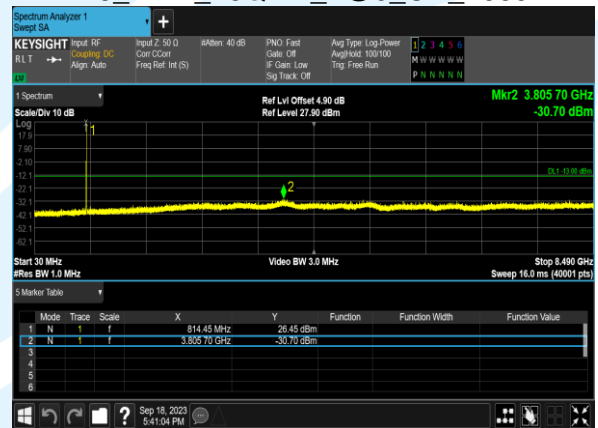 Spectrum Analyzer 1
Swept SA
+
KEYSIGHT Input: RF Input Z: 50 Ω #Atten: 40 dB PNO: Fast Avg Type: Log-Power 1 2 3 4 5 6
RLT Coupling: DC Corr CCorr Gate: Off Avg|Hold: 100/100 M W W W W W
Align: Auto Freq Ref: Int (S) IF Gain: Low Trig: Free Run
Sig Track: Off P N N N N N
1 Spectrum Ref Lvl Offset 4.90 dB Mkr2 3.805 70 GHz
Scale/Div 10 dB Ref Level 27.90 dBm -30.70 dBm
Log
1
17.9
7.90
-2.10
DL1 -13.00 dBm
-12.1
-22.1
2
-32.1
-42.1
-52.1
-62.1
Start 30 MHz Video BW 3.0 MHz Stop 8.490 GHz
#Res BW 1.0 MHz Sweep 16.0 ms (40001 pts)
5 Marker Table
Mode Trace Scale X Y Function Function Width Function Value
1 N 1 f 814.45 MHz 26.45 dBm
2 N 1 f 3.805 70 GHz -30.70 dBm
3
4
5
6
? Sep 18, 2023
5:41:04 PM